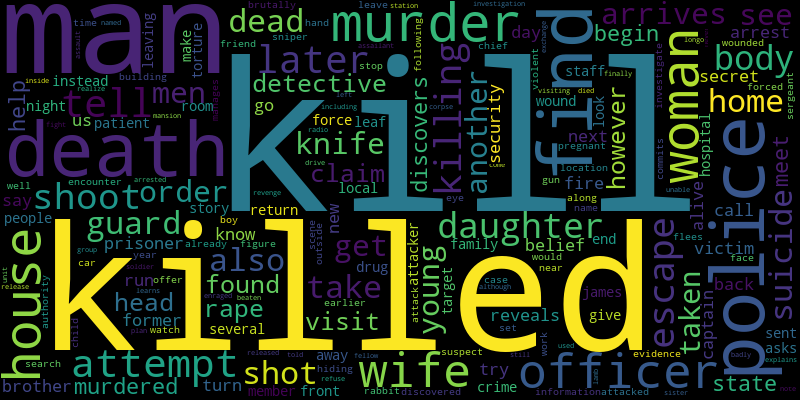 man
time
named
brutally
dead
murder
arrives
see
leaving
hand
leave
station
investigation
begin
arrest
assault
make
torture
friend
sniper
assailant
later
killing
stop
following
chief
day
violent
find
staff
longo
wounded
instead
building
detective
discovers
another
security
however
woman
body
tell
men
visiting
died
secret
investigate
inside
realize
including
finally
help
night
room
go
left
corpse
exchange
look
home
forced
mansion
manages
force
wound
sergeant
us
patient
radio
kill
fight
knife
leaf
next
hospital
commits
unable
death
drive
come
pregnant
claim
location
police
suicide
meet
well
encounter
local
gun
fire
along
alive
say
shoot
order
revenge
eye
name
people
story
return
new
call
guard
boy
daughter
escape
flees
prisoner
already
know
figure
scene
outside
get
attacker
young
family
belief
end
victim
group
car
year
would
near
face
house
killed
run
offer
also
drug
attack
target
case
although
taken
captain
back
sent
unit
release
authority
learns
soldier
head
found
take
earlier
reveals
james
asks
former
watch
enraged
beaten
rape
several
visit
set
give
badly
explains
child
plan
search
attempt
released
told
away
fellow
suspect
still
work
used
evidence
brother
murdered
turn
shot
hiding
refuse
wife
try
officer
lamb
state
member
front
rabbit
discovered
crime
information
attacked
sister
note